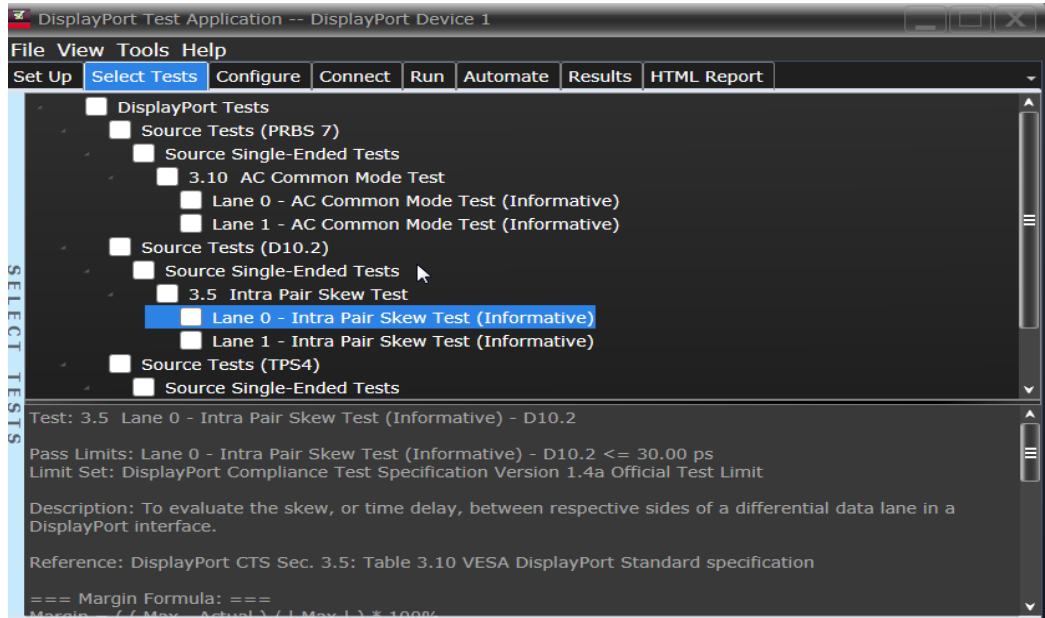 DisplayPort Test Application -- DisplayPort Device 1
File View Tools Help
Set Up Select Tests Configure Connect Run Automate Results HTML Report
DisplayPort Tests
Source Tests (PRBS 7)
Source Single-Ended Tests
3.10 AC Common Mode Test
Lane 0 - AC Common Mode Test (Informative)
Lane 1 - AC Common Mode Test (Informative)
Source Tests (D10.2)
Source Single-Ended Tests
3.5 Intra Pair Skew Test
Lane 0 - Intra Pair Skew Test (Informative)
Lane 1 - Intra Pair Skew Test (Informative)
Source Tests (TPS4)
Source Single-Ended Tests
SELECT TESTS
Test: 3.5 Lane 0 - Intra Pair Skew Test (Informative) - D10.2
Pass Limits: Lane 0 - Intra Pair Skew Test (Informative) - D10.2 <= 30.00 ps
Limit Set: DisplayPort Compliance Test Specification Version 1.4a Official Test Limit
Description: To evaluate the skew, or time delay, between respective sides of a differential data lane in a
DisplayPort interface.
Reference: DisplayPort CTS Sec. 3.5: Table 3.10 VESA DisplayPort Standard specification
=== Margin Formula: ===
Margin = ( ( Max - Actual ) / | Max | ) * 100%